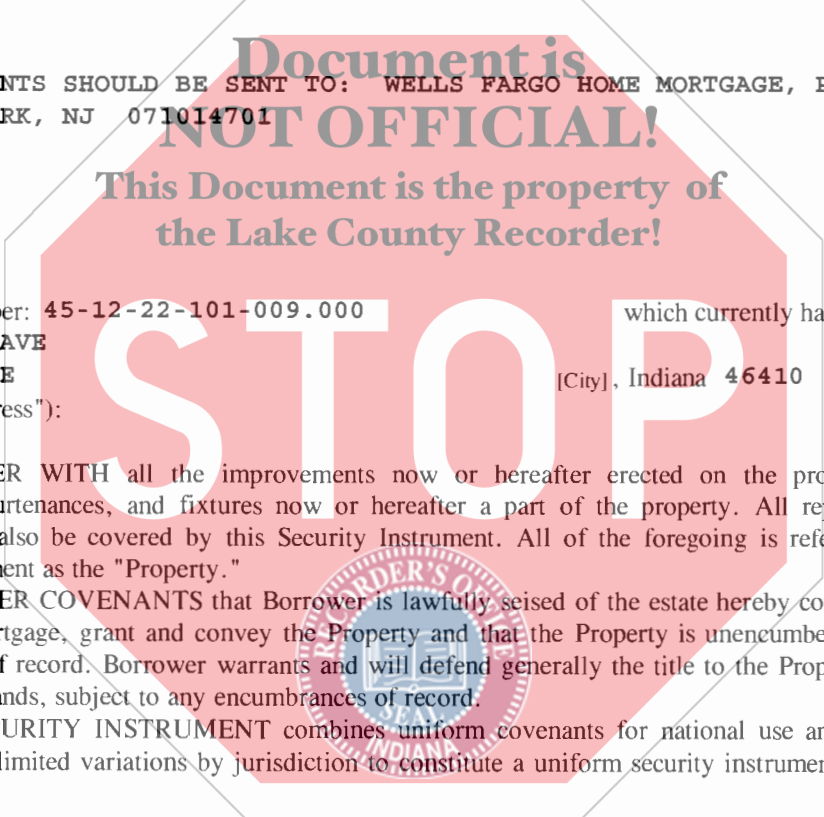 Document is
NTS SHOULD BE SENT TO: WELLS FARGO HOME MORTGAGE, P
RK, NJ 071014701
NOT OFFICIAL!
This Document is the property of
the Lake County Recorder!
STOP
er: 45-12-22-101-009.000 which currently ha
AVE
E [City], Indiana 46410
ess"):
ER WITH all the improvements now or hereafter erected on the pro
urtenances, and fixtures now or hereafter a part of the property. All rep
also be covered by this Security Instrument. All of the foregoing is refe
ent as the "Property."
ER COVENANTS that Borrower is lawfully seised of the estate hereby co
rtgage, grant and convey the Property and that the Property is unencumbe
f record. Borrower warrants and will defend generally the title to the Prop
ands, subject to any encumbrances of record.
URITY INSTRUMENT combines uniform covenants for national use an
limited variations by jurisdiction to constitute a uniform security instrumen
RECORDER'S OFFICE
SEAL
INDIANA